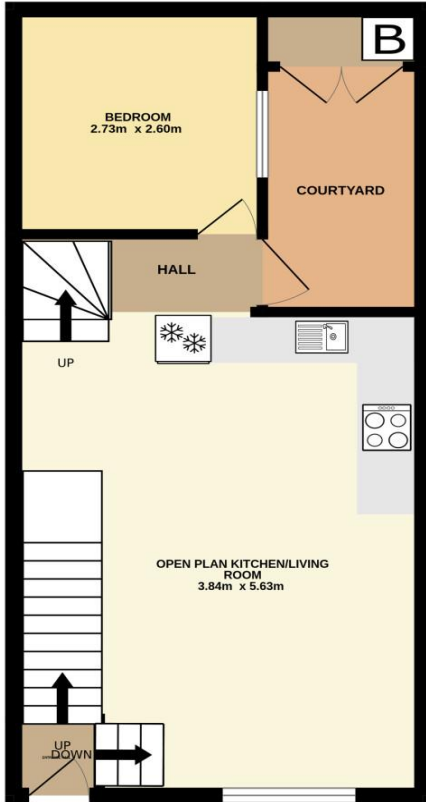 B
BEDROOM
2.73m x 2.60m
COURTYARD
HALL
UP
OPEN PLAN KITCHEN/LIVING
ROOM
3.84m x 5.63m
UP
DOWN